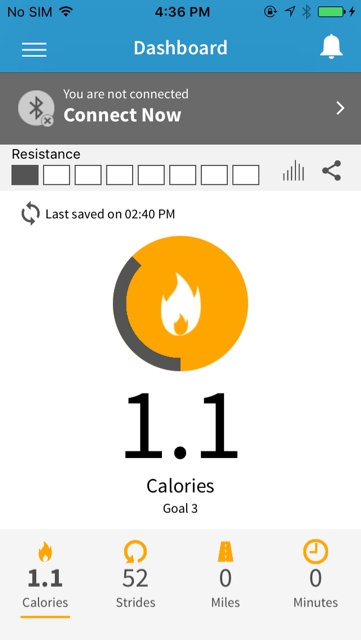 No SIM 4:36 PM
Dashboard
You are not connected
Connect Now
Resistance
Last saved on 02:40 PM
1.1
Calories
Goal 3
1.1 52 0 0
Calories Strides Miles Minutes